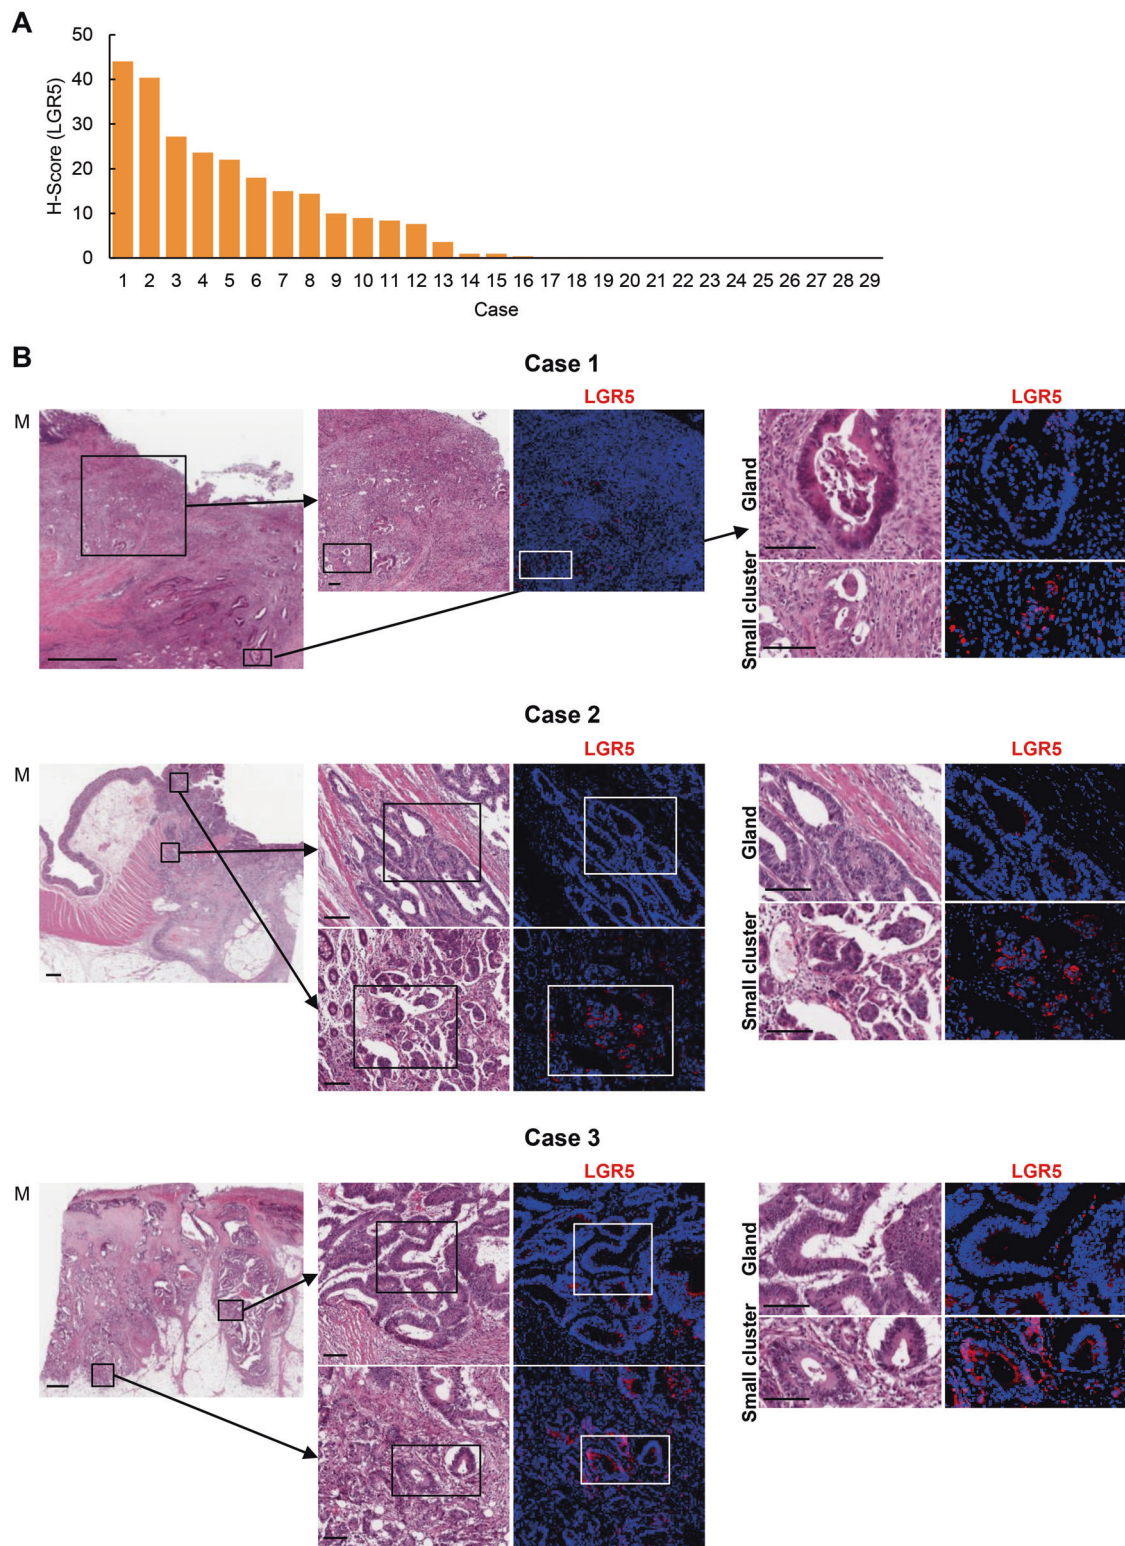 A
50
40
30
20
10
0
H-Score (LGR5)
1 2 3 4 5 6 7 8 9 10 11 12 13 14 15 16 17 18 19 20 21 22 23 24 25 26 27 28 29
Case
B
Case 1
LGR5 LGR5
M
Gland
Small cluster
Case 2
LGR5 LGR5
M
Gland
Small cluster
Case 3
LGR5 LGR5
M
Gland
Small cluster